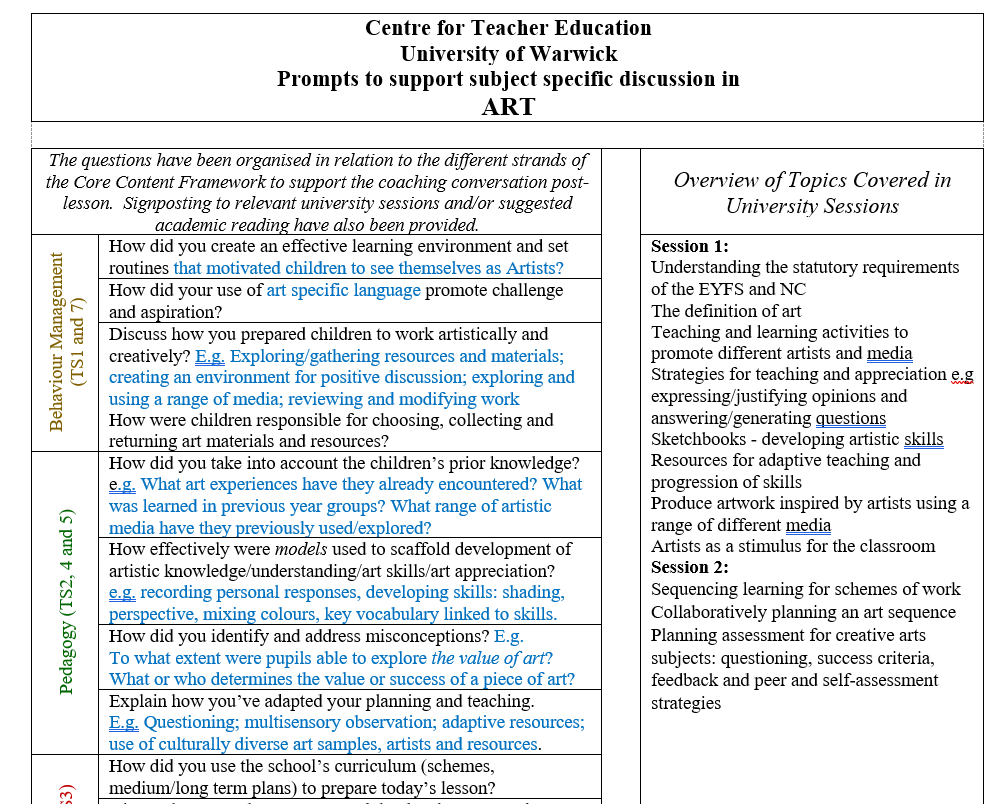 Centre for Teacher Education
University of Warwick
Prompts to support subject specific discussion in
ART
The questions have been organised in relation to the different strands of
the Core Content Framework to support the coaching conversation post-
lesson.  Signposting to relevant university sessions and/or suggested
academic reading have also been provided.
Behaviour Management
(TS1 and 7)
How did you create an effective learning environment and set
routines that motivated children to see themselves as Artists?
How did your use of art specific language promote challenge
and aspiration?
Discuss how you prepared children to work artistically and
creatively? E.g. Exploring/gathering resources and materials;
creating an environment for positive discussion; exploring and
using a range of media; reviewing and modifying work
How were children responsible for choosing, collecting and
returning art materials and resources?
Pedagogy (TS2, 4 and 5)
How did you take into account the children's prior knowledge?
e.g. What art experiences have they already encountered? What
was learned in previous year groups? What range of artistic
media have they previously used/explored?
How effectively were models used to scaffold development of
artistic knowledge/understanding/art skills/art appreciation?
e.g. recording personal responses, developing skills: shading,
perspective, mixing colours, key vocabulary linked to skills.
How did you identify and address misconceptions? E.g.
To what extent were pupils able to explore the value of art?
What or who determines the value or success of a piece of art?
Explain how you've adapted your planning and teaching.
E.g. Questioning; multisensory observation; adaptive resources;
use of culturally diverse art samples, artists and resources.
S3)
How did you use the school's curriculum (schemes,
medium/long term plans) to prepare today's lesson?
Overview of Topics Covered in
University Sessions
Session 1:
Understanding the statutory requirements
of the EYFS and NC
The definition of art
Teaching and learning activities to
promote different artists and media
Strategies for teaching and appreciation e.g
expressing/justifying opinions and
answering/generating questions
Sketchbooks - developing artistic skills
Resources for adaptive teaching and
progression of skills
Produce artwork inspired by artists using a
range of different media
Artists as a stimulus for the classroom
Session 2:
Sequencing learning for schemes of work
Collaboratively planning an art sequence
Planning assessment for creative arts
subjects: questioning, success criteria,
feedback and peer and self-assessment
strategies